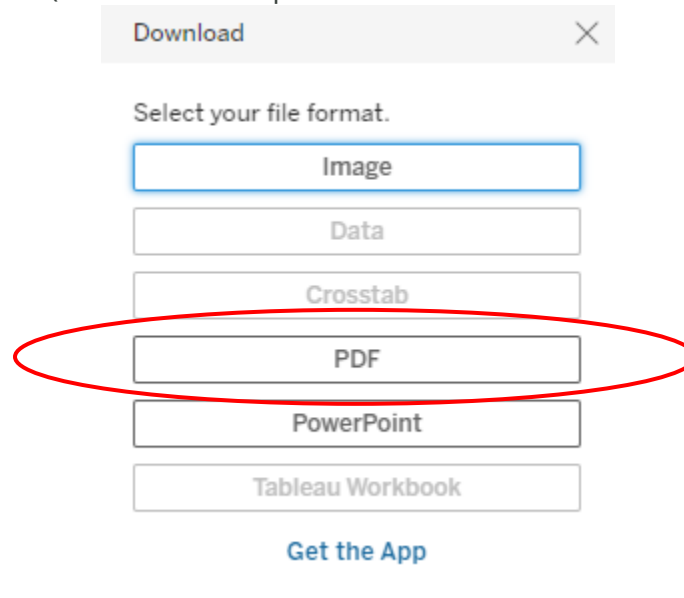 Download
Select your file format.
Image
Data
Crosstab
PDF
PowerPoint
Tableau Workbook
Get the App